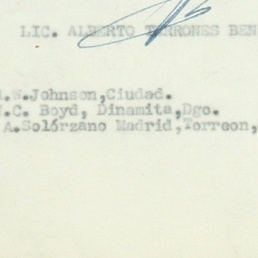 LIC. ALBERTO TERRONES BEN
.W.Johnson,Ciudad.
.C. Boyd, Dinamita,Dgo.
A.Solórzano Madrid,Torreon,